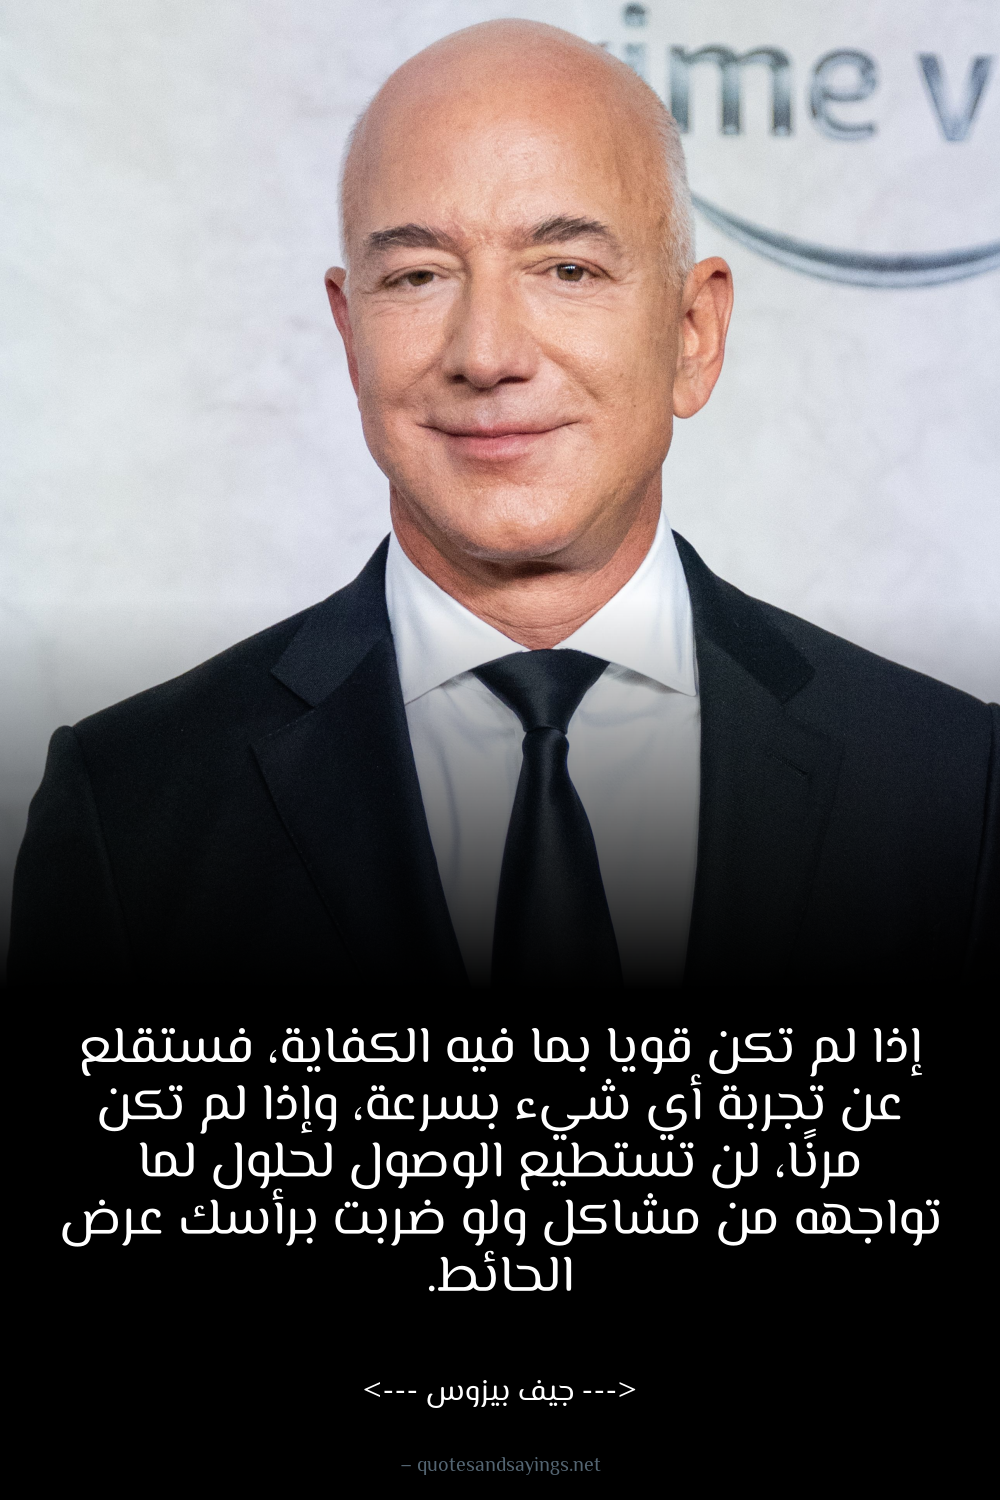 ime v
إذا لم تكن قويا بما فيه الكفاية، فستقلع
عن تجربة أي شيء بسرعة، وإذا لم تكن
مرنًا، لن تستطيع الوصول لحلول لما
تواجهه من مشاكل ولو ضربت برأسك عرض
الحائط.
<--- جيف بيزوس --->
– quotesandsayings.net